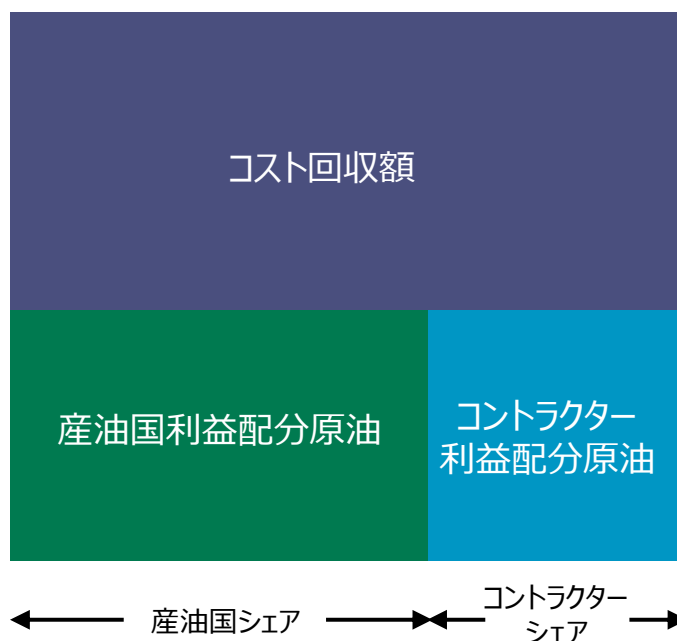 コスト回収額
産油国利益配分原油
コントラクター
利益配分原油
産油国シェア
コントラクター
シェア